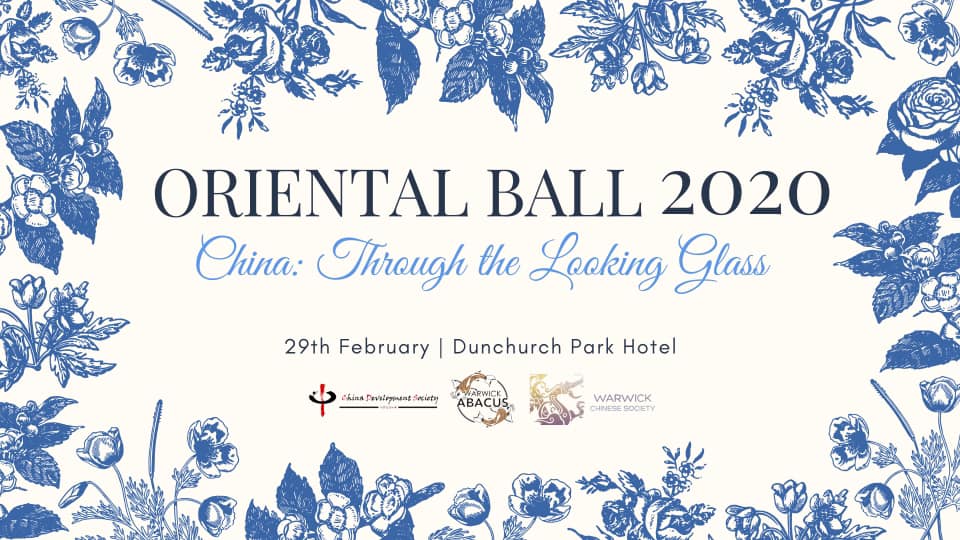 ORIENTAL BALL 2020
China: Through the Looking Glass
29th February | Dunchurch Park Hotel
China Development Society
WARWICK
ABACUS
WARWICK
CHINESE SOCIETY